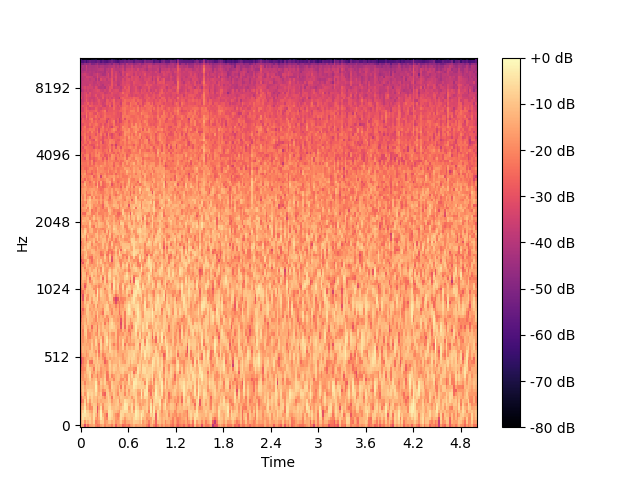 8192
4096
2048
1024
512
0
Hz
0 0.6 1.2 1.8 2.4 3 3.6 4.2 4.8
Time
+0 dB
-10 dB
-20 dB
-30 dB
-40 dB
-50 dB
-60 dB
-70 dB
-80 dB